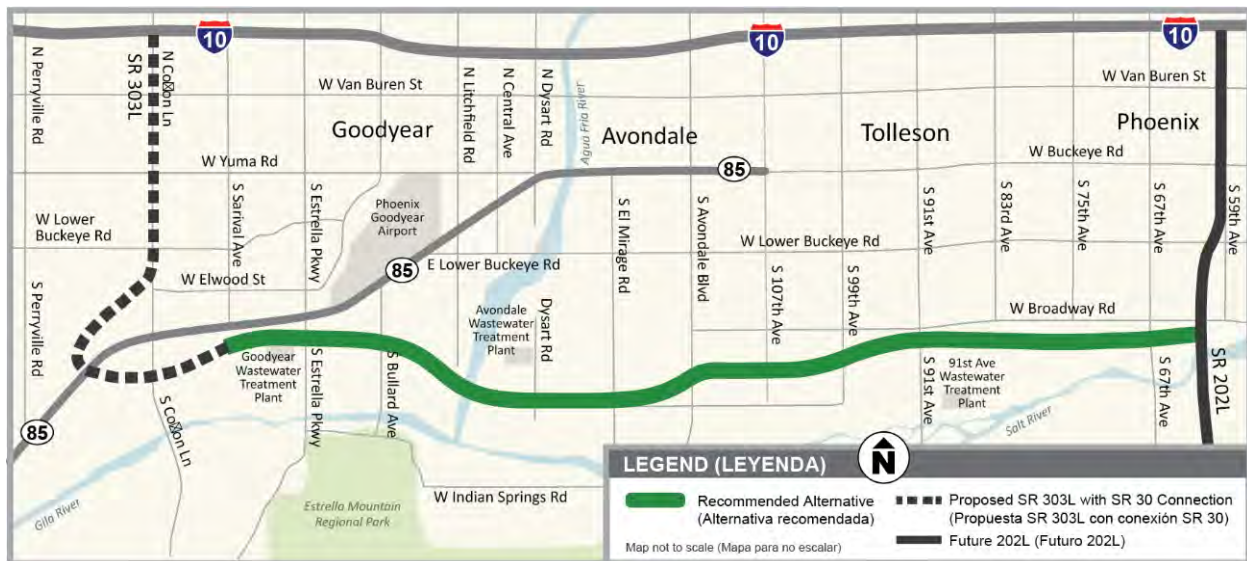 10
10
10
N Perryville Rd
SR 303L
N Co☒on Ln
W Van Buren St
N Litchfield Rd
N Central Ave
N Dysart Rd
Agua Fria River
W Van Buren St
Goodyear
Avondale
Tolleson
Phoenix
W Yuma Rd
85
W Buckeye Rd
S Sarival Ave
S Estrella Pkwy
Phoenix
Goodyear
Airport
S El Mirage Rd
S Avondale Blvd
S 91st Ave
S 83rd Ave
S 75th Ave
S 67th Ave
S 59th Ave
W Lower
Buckeye Rd
W Lower Buckeye Rd
85
E Lower Buckeye Rd
W Elwood St
S 107th Ave
S 99th Ave
S Perryville Rd
Avondale
Wastewater
Treatment
Plant
Dysart Rd
W Broadway Rd
Goodyear
Wastewater
Treatment
Plant
S Estrella Pkwy
S Bullard Ave
S 91st Ave
91st Ave
Wastewater
Treatment
Plant
S 67th Ave
SR 202L
85
S Co☒on Ln
Salt River
Gila River
Estrella Mountain
Regional Park
W Indian Springs Rd
LEGEND (LEYENDA)
N
Recommended Alternative
(Alternativa recomendada)
Proposed SR 303L with SR 30 Connection
(Propuesta SR 303L con conexión SR 30)
Future 202L (Futuro 202L)
Map not to scale (Mapa para no escalar)